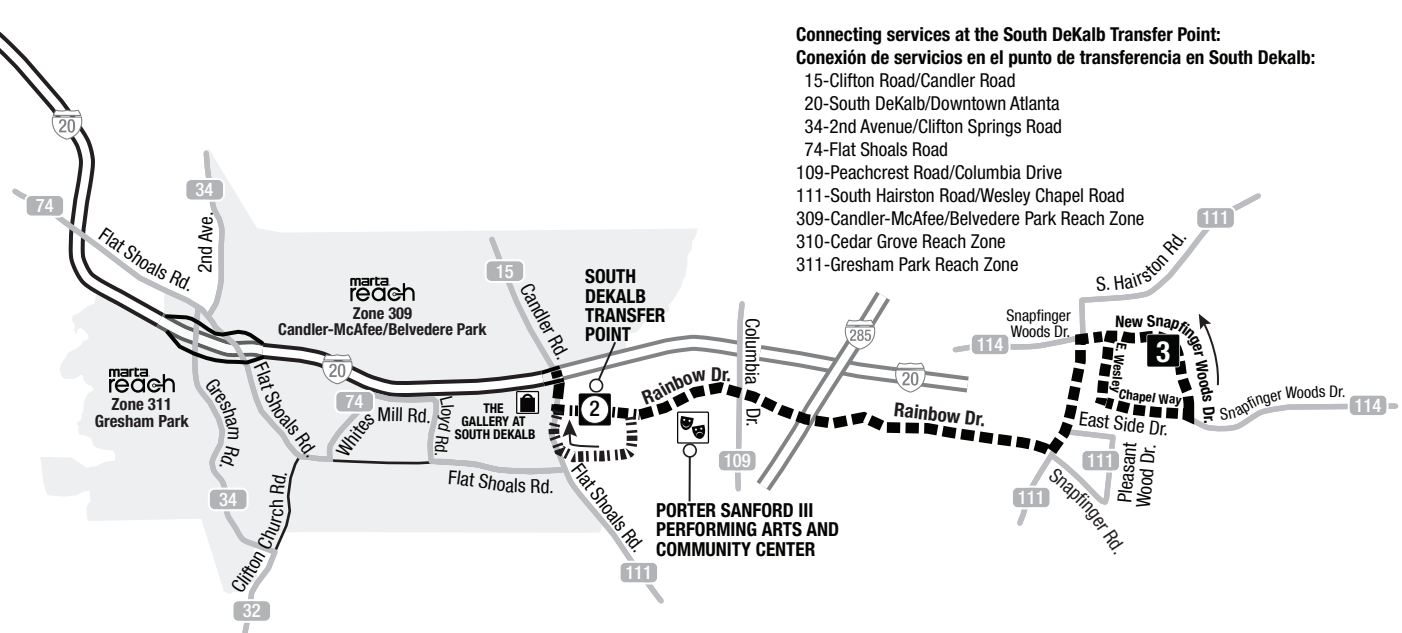 Connecting services at the South DeKalb Transfer Point:
Conexión de servicios en el punto de transferencia en South Dekalb:
15-Clifton Road/Candler Road
20-South DeKalb/Downtown Atlanta
34-2nd Avenue/Clifton Springs Road
74-Flat Shoals Road
109-Peachcrest Road/Columbia Drive
111-South Hairston Road/Wesley Chapel Road
309-Candler-McAfee/Belvedere Park Reach Zone
310-Cedar Grove Reach Zone
311-Gresham Park Reach Zone
20
74
34
Flat Shoals Rd.
2nd Ave.
marta
reach
Zone 309
Candler-McAfee/Belvedere Park
15
Candler Rd.
SOUTH
DEKALB
TRANSFER
POINT
111
S. Hairston Rd.
Snapfinger
Woods Dr.
114
New Snapfinger Woods Dr.
3
E. Wesley
Chapel Way
Snapfinger Woods Dr.
114
285
20
Columbia Dr.
109
Rainbow Dr.
Rainbow Dr.
East Side Dr.
111
Pleasant
Wood Dr.
111
Snapfinger Rd.
marta
reach
Zone 311
Gresham Park
20
74
Whites Mill Rd.
Lloyd Rd.
THE
GALLERY AT
SOUTH DEKALB
2
Gresham Rd.
Flat Shoals Rd.
Flat Shoals Rd.
Flat Shoals Rd.
111
34
Clifton Church Rd.
32
PORTER SANFORD III
PERFORMING ARTS AND
COMMUNITY CENTER